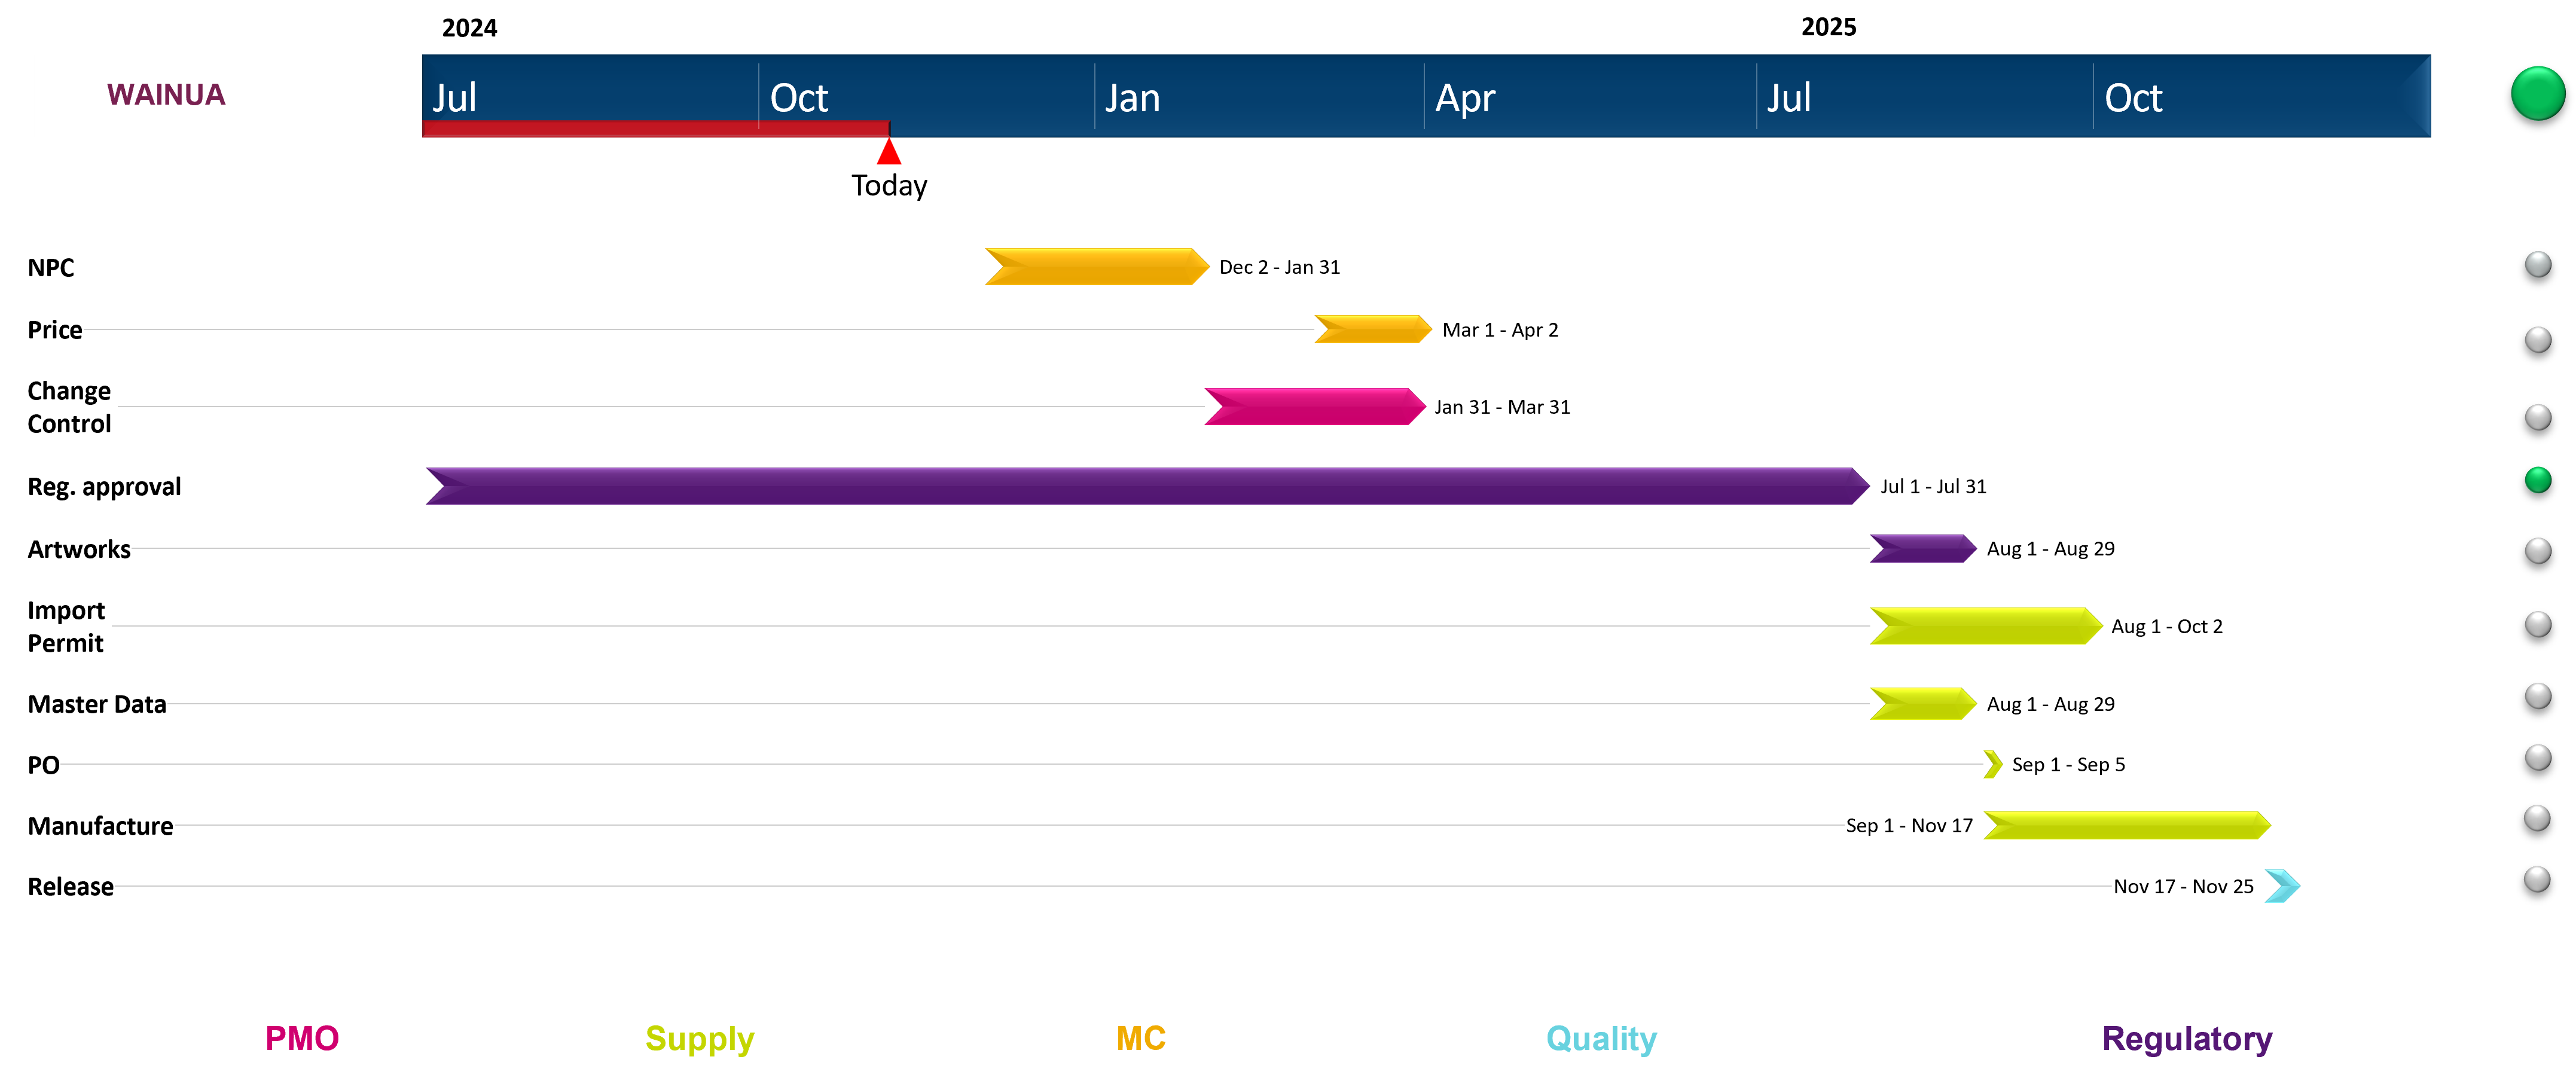 2024 2025
WAINUA Jul Oct Jan Apr Jul Oct
Today
NPC Dec 2 - Jan 31
Price Mar 1 - Apr 2
Change
Control Jan 31 - Mar 31
Reg. approval Jul 1 - Jul 31
Artworks Aug 1 - Aug 29
Import
Permit Aug 1 - Oct 2
Master Data Aug 1 - Aug 29
PO Sep 1 - Sep 5
Manufacture Sep 1 - Nov 17
Release Nov 17 - Nov 25
PMO Supply MC Quality Regulatory